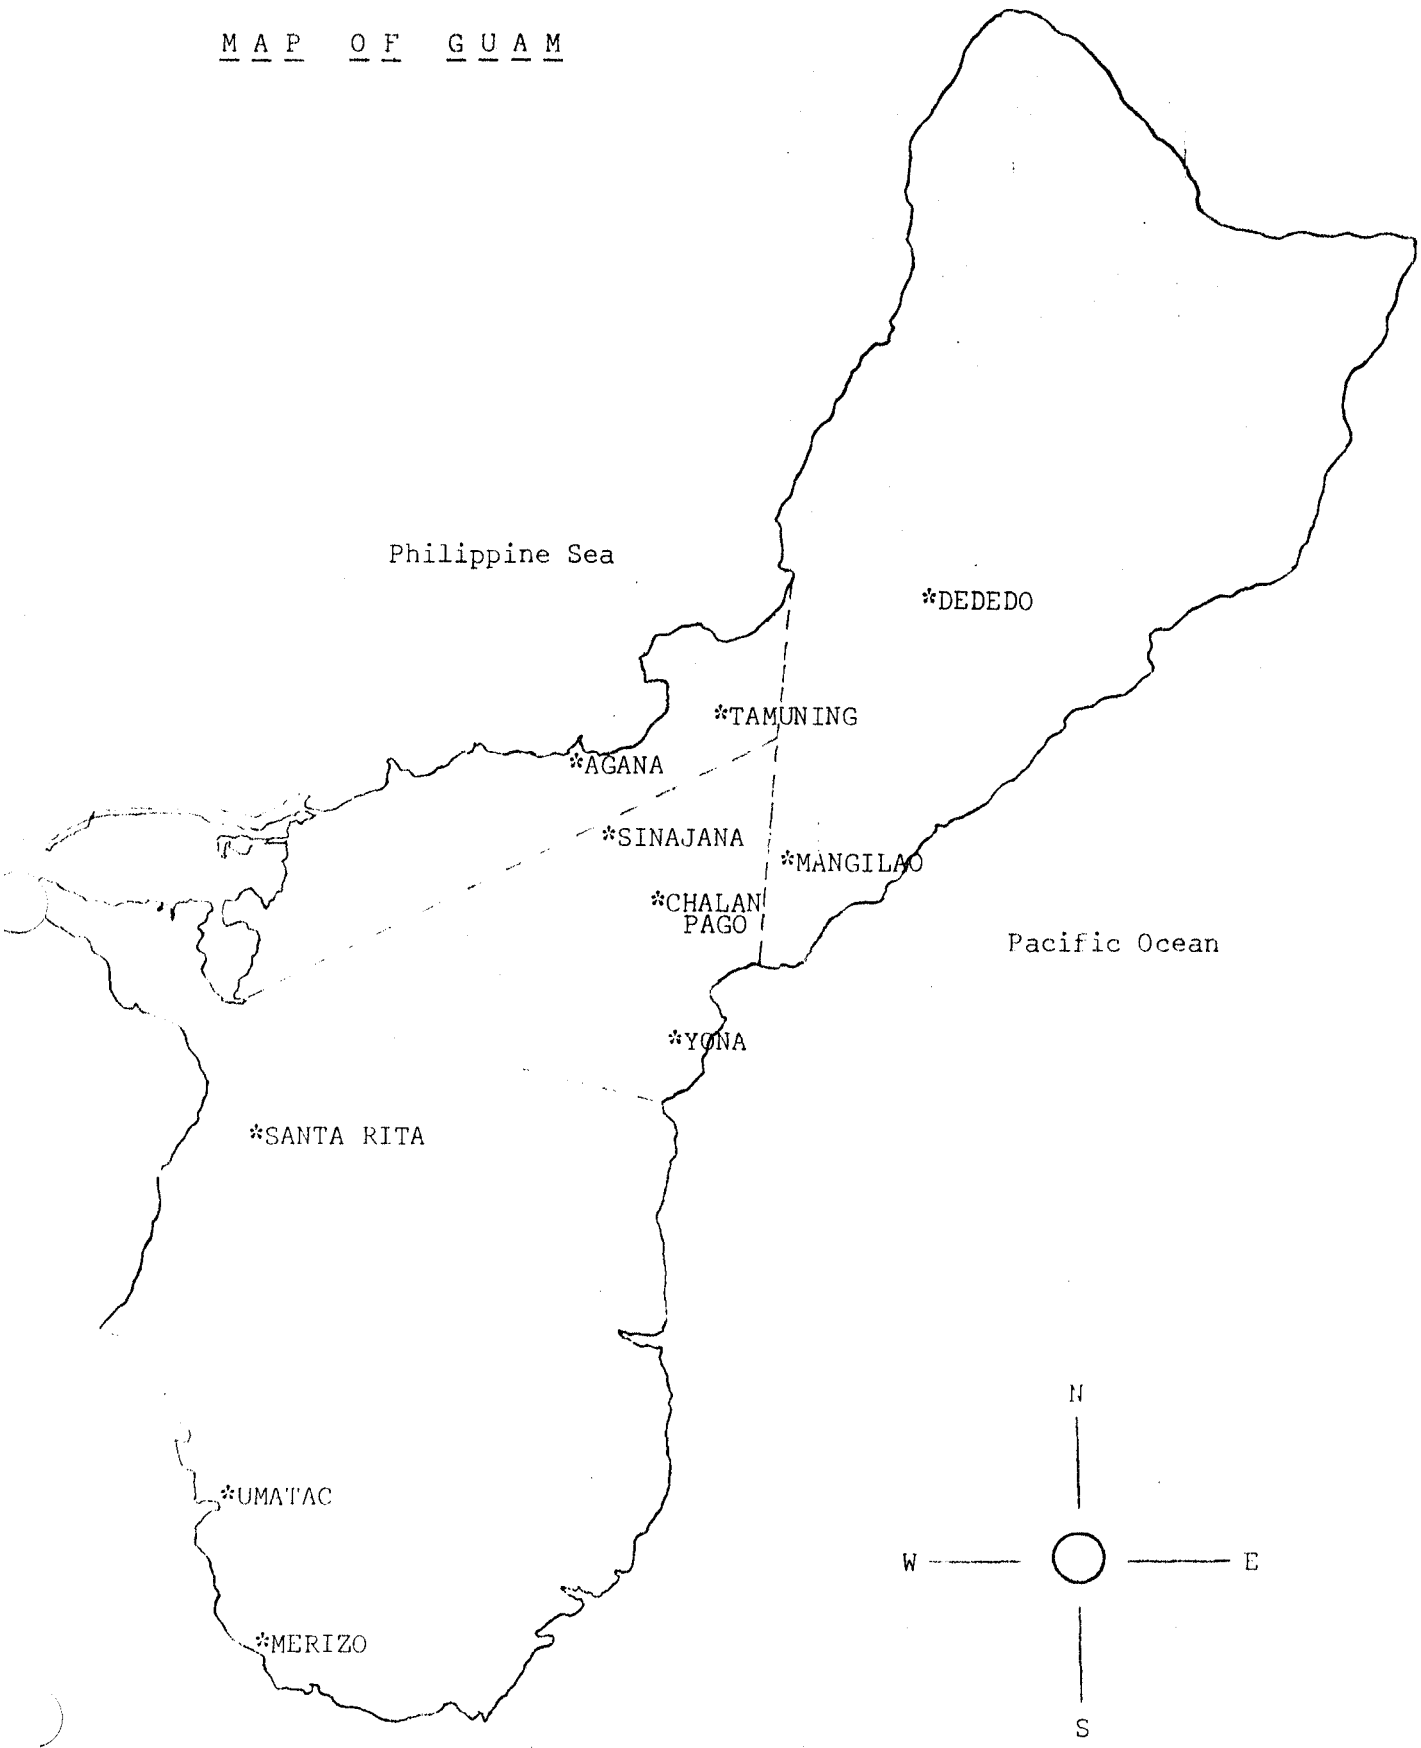 MAP OF GUAM
Philippine Sea
*DEDEDO
*TAMUNING
*AGANA
*SINAJANA
*MANGILAO
*CHALAN
PAGO
Pacific Ocean
*YONA
*SANTA RITA
N
*UMATAC
W
E
*MERIZO
S